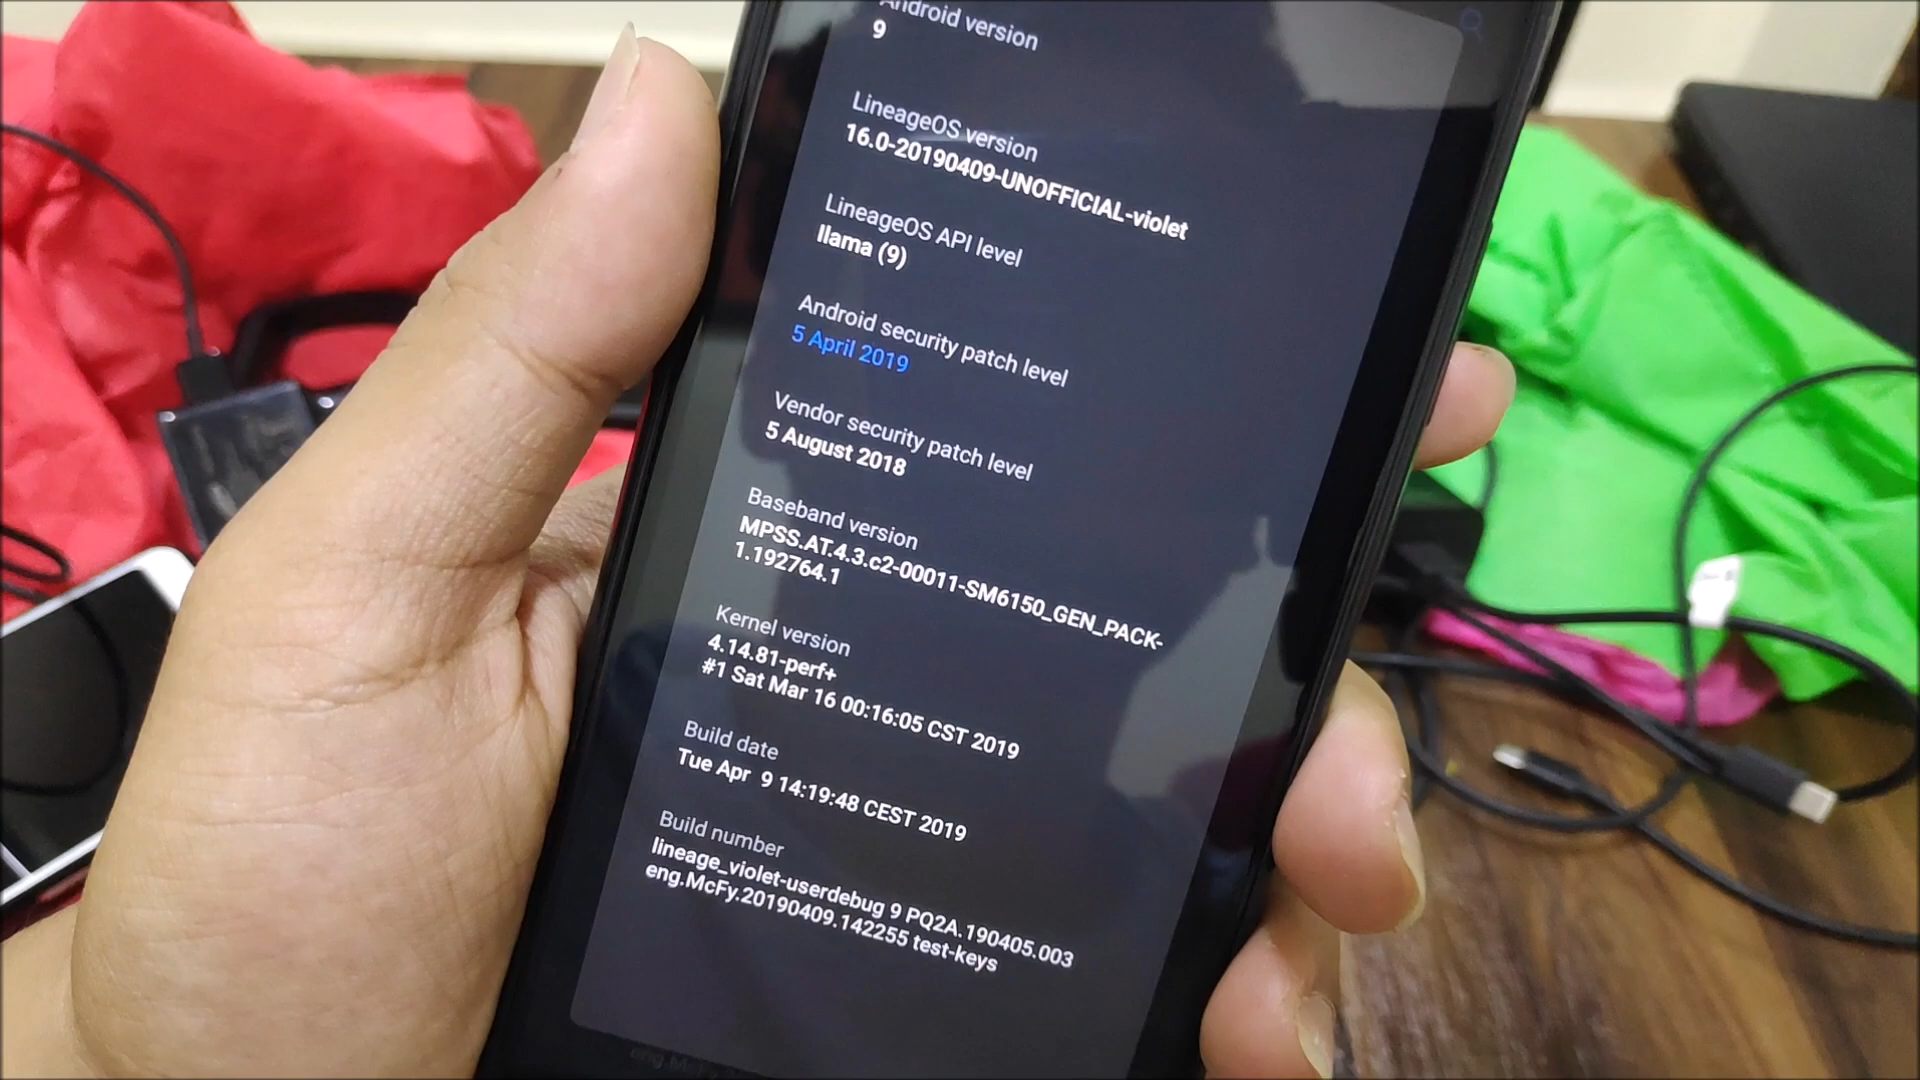 Android version
9
LineageOS version
16.0-20190409-UNOFFICIAL-violet
LineageOS API level
llama (9)
Android security patch level
5 April 2019
Vendor security patch level
5 August 2018
Baseband version
MPSS.AT.4.3.c2-00011-SM6150_GEN_PACK-
1.192764.1
Kernel version
4.14.81-perf+
#1 Sat Mar 16 00:16:05 CST 2019
Build date
Tue Apr  9 14:19:48 CEST 2019
Build number
lineage_violet-userdebug 9 PQ2A.190405.003
eng.McFy.20190409.142255 test-keys